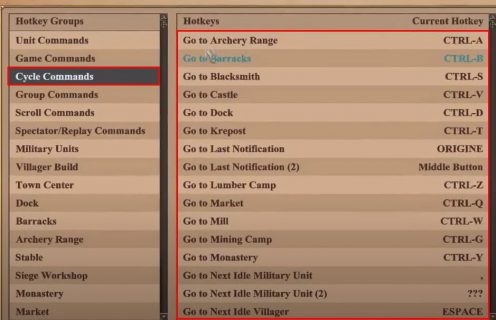 Hotkey Groups
Unit Commands
Game Commands
Cycle Commands
Group Commands
Scroll Commands
Spectator/Replay Commands
Military Units
Villager Build
Town Center
Dock
Barracks
Archery Range
Stable
Siege Workshop
Monastery
Market
Hotkeys Current Hotkey
Go to Archery Range CTRL-A
Go to Barracks CTRL-B
Go to Blacksmith CTRL-S
Go to Castle CTRL-V
Go to Dock CTRL-D
Go to Krepost CTRL-T
Go to Last Notification ORIGINE
Go to Last Notification (2) Middle Button
Go to Lumber Camp CTRL-Z
Go to Market CTRL-Q
Go to Mill CTRL-W
Go to Mining Camp CTRL-G
Go to Monastery CTRL-Y
Go to Next Idle Military Unit ,
Go to Next Idle Military Unit (2) ???
Go to Next Idle Villager ESPACE